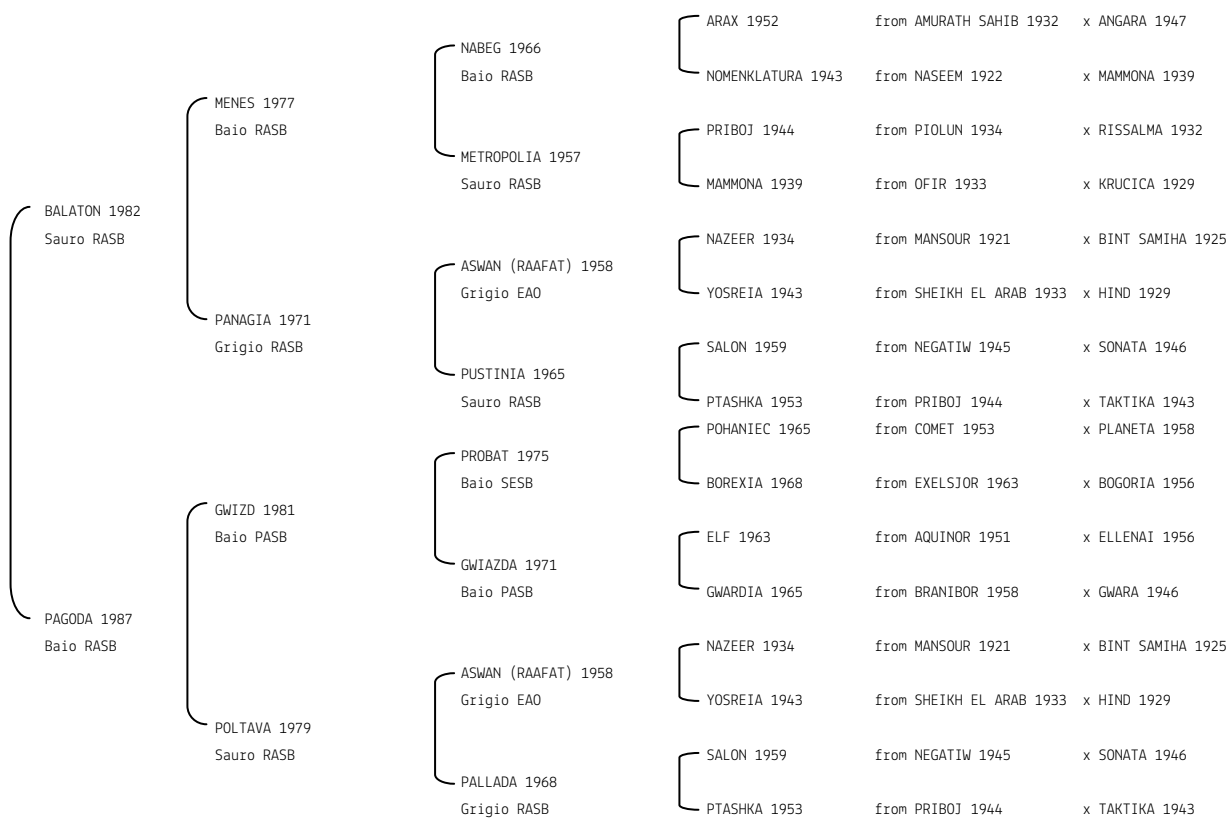 ARAX 1952 from AMURATH SAHIB 1932 x ANGARA 1947
NABEG 1966
Baio RASB NOMENKLATURA 1943 from NASEEM 1922 x MAMMONA 1939
MENES 1977
Baio RASB PRIBOJ 1944 from PIOLUN 1934 x RISSALMA 1932
METROPOLIA 1957
Sauro RASB MAMMONA 1939 from OFIR 1933 x KRUCICA 1929
BALATON 1982
Sauro RASB NAZEER 1934 from MANSOUR 1921 x BINT SAMIHA 1925
ASWAN (RAAFAT) 1958
Grigio EAO YOSREIA 1943 from SHEIKH EL ARAB 1933 x HIND 1929
PANAGIA 1971
Grigio RASB SALON 1959 from NEGATIW 1945 x SONATA 1946
PUSTINIA 1965
Sauro RASB PTASHKA 1953 from PRIBOJ 1944 x TAKTIKA 1943
POHANIEC 1965 from COMET 1953 x PLANETA 1958
PROBAT 1975
Baio SESB BOREXIA 1968 from EXELSJOR 1963 x BOGORIA 1956
GWIZD 1981
Baio PASB ELF 1963 from AQUINOR 1951 x ELLENAI 1956
GWIAZDA 1971
Baio PASB GWARDIA 1965 from BRANIBOR 1958 x GWARA 1946
PAGODA 1987
Baio RASB NAZEER 1934 from MANSOUR 1921 x BINT SAMIHA 1925
ASWAN (RAAFAT) 1958
Grigio EAO YOSREIA 1943 from SHEIKH EL ARAB 1933 x HIND 1929
POLTAVA 1979
Sauro RASB SALON 1959 from NEGATIW 1945 x SONATA 1946
PALLADA 1968
Grigio RASB PTASHKA 1953 from PRIBOJ 1944 x TAKTIKA 1943